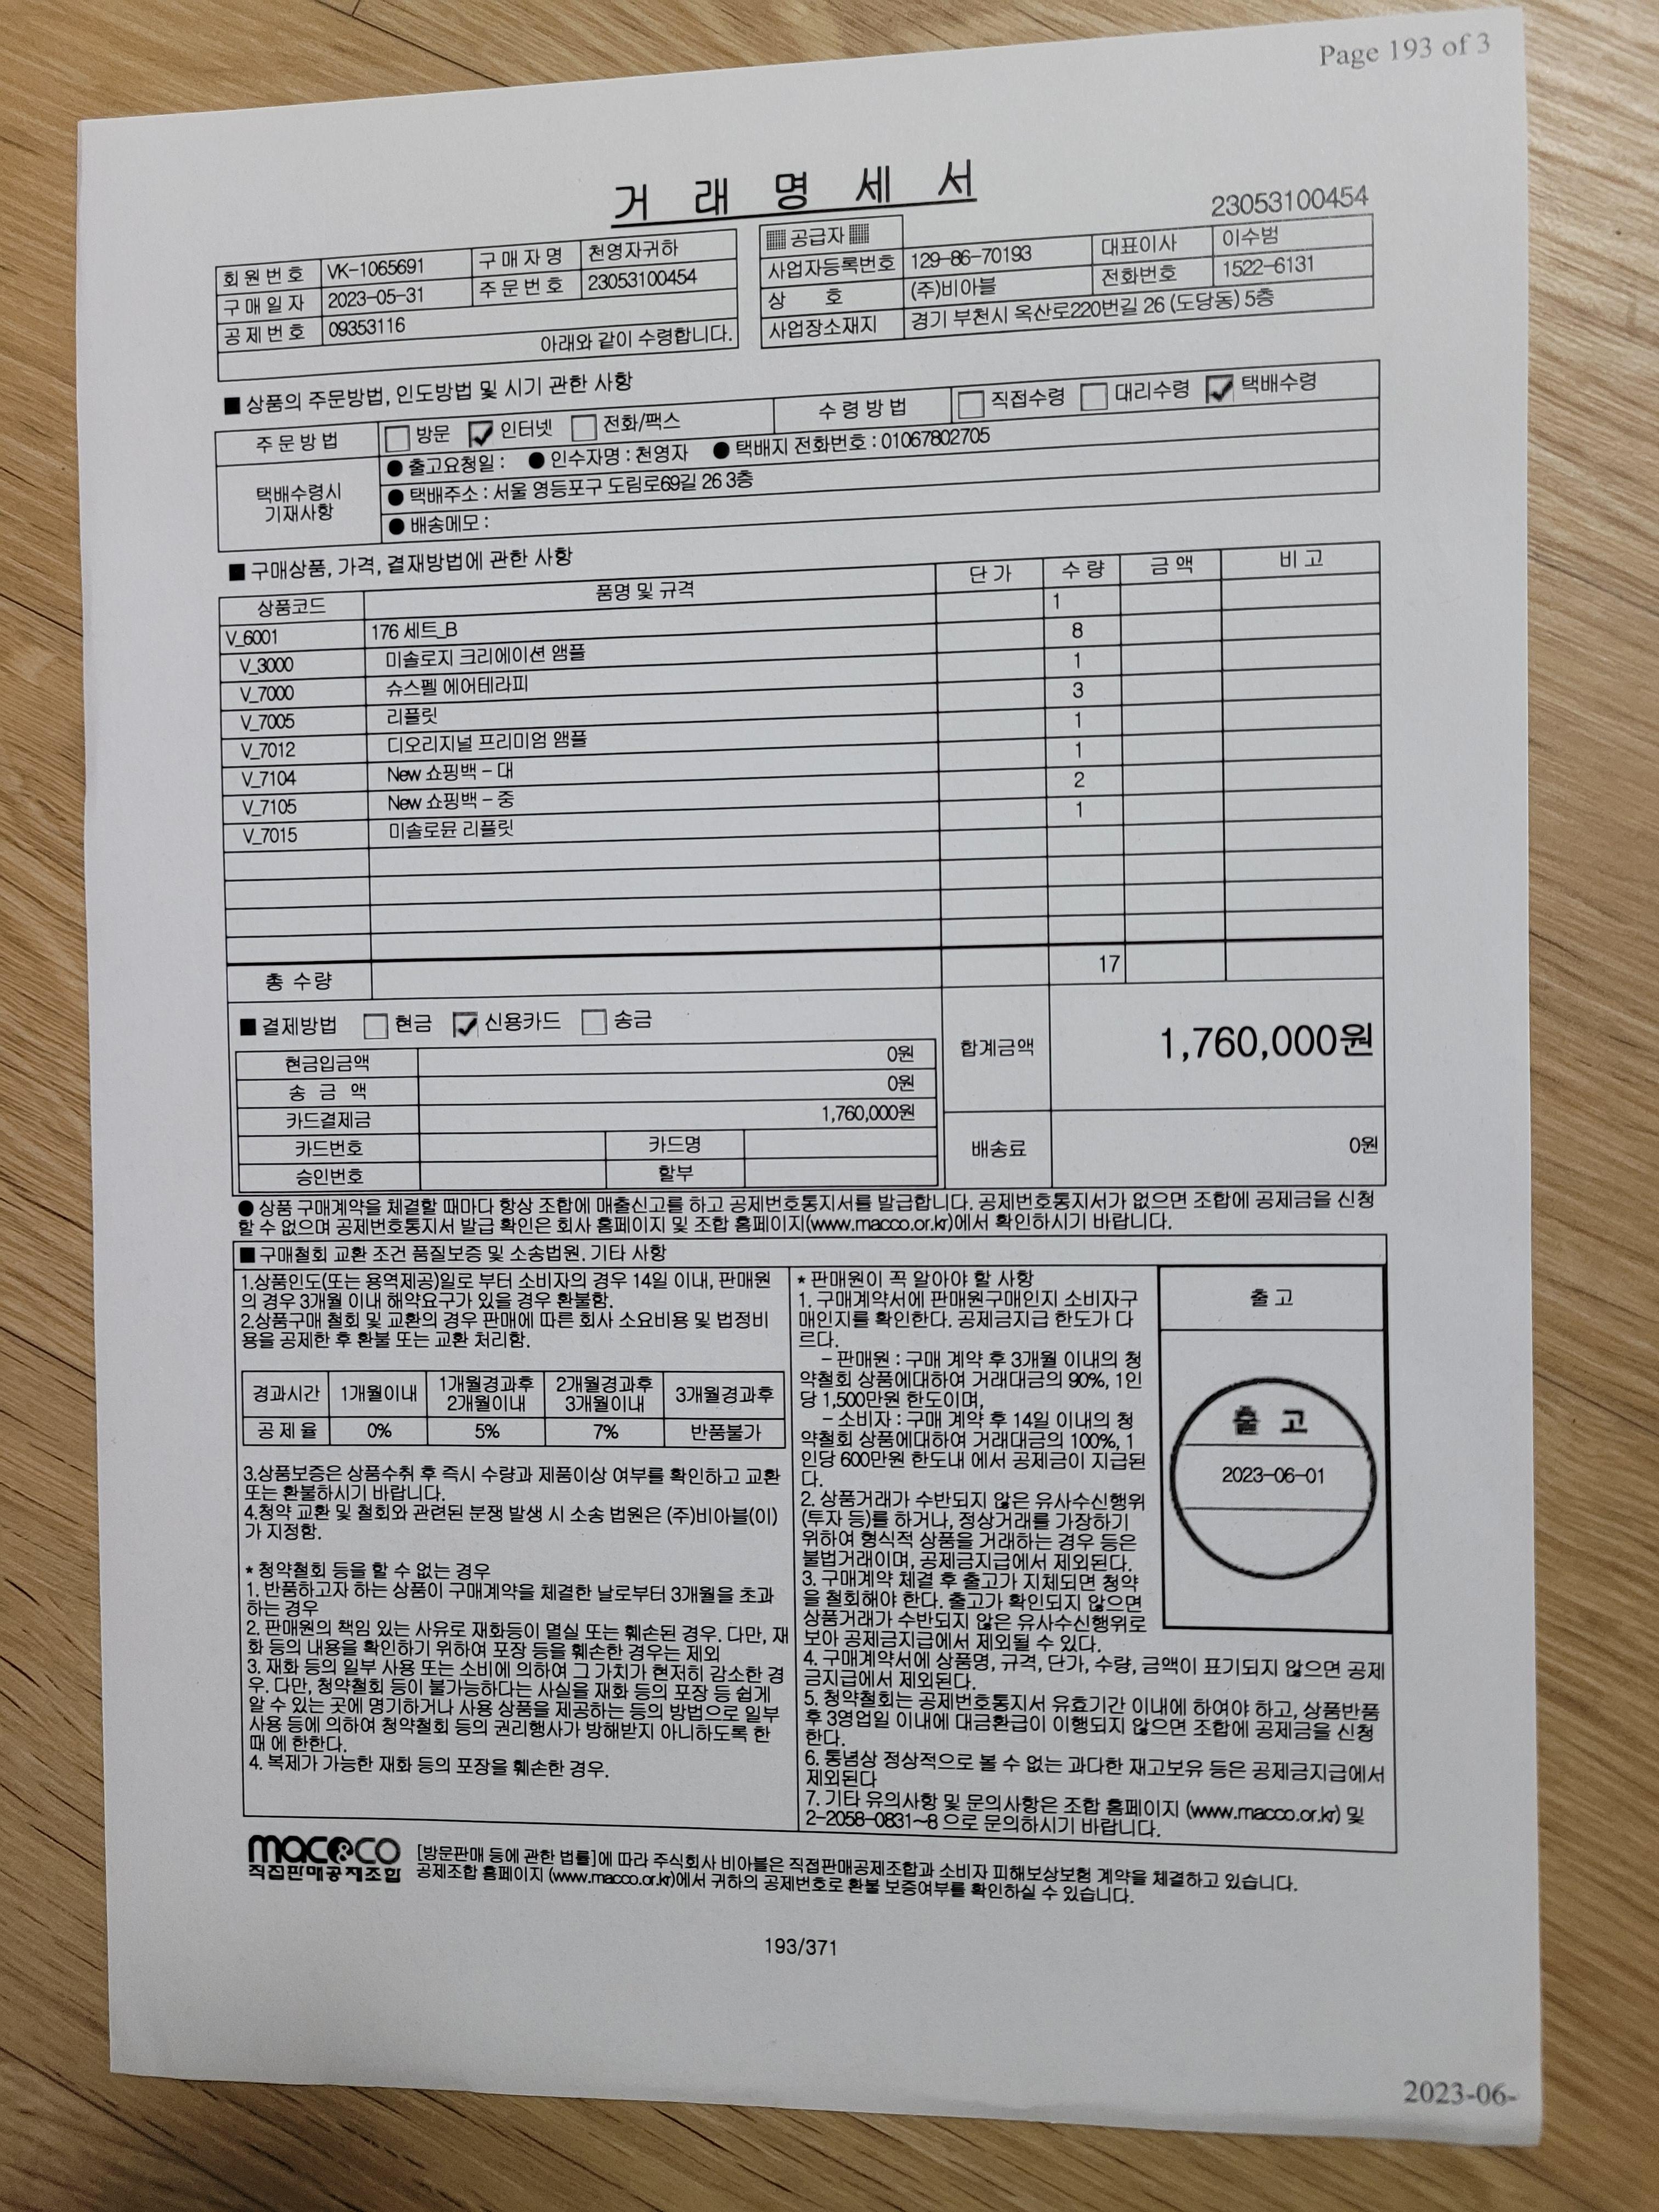 Page 193 of 3
거 래 명 세 서
23053100454
회원번호 VK-1065691 구매자명 천영자귀하
구매일자 2023-05-31 주문번호 23053100454
공제번호 09353116
아래와 같이 수령합니다.
▦ 공급자 ▦
사업자등록번호 129-86-70193 대표이사 이수범
상 호 (주)비아블 전화번호 1522-6131
사업장소재지 경기 부천시 옥산로220번길 26 (도당동) 5층
■ 상품의 주문방법, 인도방법 및 시기 관한 사항
주문방법 방문 인터넷 전화/팩스 수령방법 직접수령 대리수령 택배수령
택배수령시
기재사항
● 출고요청일 : ● 인수자명 : 천영자 ● 택배지 전화번호 : 01067802705
● 택배주소 : 서울 영등포구 도림로69길 26 3층
● 배송메모 :
■ 구매상품, 가격, 결재방법에 관한 사항
상품코드 품명 및 규격 단가 수량 금액 비고
V_6001 176 세트_B 1
V_3000 미솔로지 크리에이션 앰플 8
V_7000 슈스펠 에어테라피 1
V_7005 리플릿 3
V_7012 디오리지널 프리미엄 앰플 1
V_7104 New 쇼핑백 - 대 1
V_7105 New 쇼핑백 - 중 2
V_7015 미솔로뮨 리플릿 1
총 수량 17
■ 결제방법 현금 신용카드 송금
현금입금액 0원
송 금 액 0원
카드결제금 1,760,000원
카드번호 카드명
승인번호 할부
합계금액 1,760,000원
배송료 0원
● 상품 구매계약을 체결할 때마다 항상 조합에 매출신고를 하고 공제번호통지서를 발급합니다. 공제번호통지서가 없으면 조합에 공제금을 신청
할 수 없으며 공제번호통지서 발급 확인은 회사 홈페이지 및 조합 홈페이지(www.macco.or.kr)에서 확인하시기 바랍니다.
■ 구매철회 교환 조건 품질보증 및 소송법원. 기타 사항
1.상품인도(또는 용역제공)일로 부터 소비자의 경우 14일 이내, 판매원
의 경우 3개월 이내 해약요구가 있을 경우 환불함.
2.상품구매 철회 및 교환의 경우 판매에 따른 회사 소요비용 및 법정비
용을 공제한 후 환불 또는 교환 처리함.
경과시간 1개월이내 1개월경과후 2개월이내 2개월경과후 3개월이내 3개월경과후
공제율 0% 5% 7% 반품불가
3.상품보증은 상품수취 후 즉시 수량과 제품이상 여부를 확인하고 교환
또는 환불하시기 바랍니다.
4.청약 교환 및 철회와 관련된 분쟁 발생 시 소송 법원은 (주)비아블(이)
가 지정함.
* 청약철회 등을 할 수 없는 경우
1. 반품하고자 하는 상품이 구매계약을 체결한 날로부터 3개월을 초과
하는 경우
2. 판매원의 책임 있는 사유로 재화등이 멸실 또는 훼손된 경우. 다만, 재
화 등의 내용을 확인하기 위하여 포장 등을 훼손한 경우는 제외
3. 재화 등의 일부 사용 또는 소비에 의하여 그 가치가 현저히 감소한 경
우. 다만, 청약철회 등이 불가능하다는 사실을 재화 등의 포장 등 쉽게
알 수 있는 곳에 명기하거나 사용 상품을 제공하는 등의 방법으로 일부
사용 등에 의하여 청약철회 등의 권리행사가 방해받지 아니하도록 한
때 에 한한다.
4. 복제가 가능한 재화 등의 포장을 훼손한 경우.
* 판매원이 꼭 알아야 할 사항
1. 구매계약서에 판매원구매인지 소비자구
매인지를 확인한다. 공제금지급 한도가 다
르다.
- 판매원 : 구매 계약 후 3개월 이내의 청
약철회 상품에대하여 거래대금의 90%, 1인
당 1,500만원 한도이며,
- 소비자 : 구매 계약 후 14일 이내의 청
약철회 상품에대하여 거래대금의 100%, 1
인당 600만원 한도내 에서 공제금이 지급된
다.
2. 상품거래가 수반되지 않은 유사수신행위
(투자 등)를 하거나, 정상거래를 가장하기
위하여 형식적 상품을 거래하는 경우 등은
불법거래이며, 공제금지급에서 제외된다.
3. 구매계약 체결 후 출고가 지체되면 청약
을 철회해야 한다. 출고가 확인되지 않으면
상품거래가 수반되지 않은 유사수신행위로
보아 공제금지급에서 제외될 수 있다.
4. 구매계약서에 상품명, 규격, 단가, 수량, 금액이 표기되지 않으면 공제
금지급에서 제외된다.
5. 청약철회는 공제번호통지서 유효기간 이내에 하여야 하고, 상품반품
후 3영업일 이내에 대금환급이 이행되지 않으면 조합에 공제금을 신청
한다.
6. 통념상 정상적으로 볼 수 없는 과다한 재고보유 등은 공제금지급에서
제외된다
7. 기타 유의사항 및 문의사항은 조합 홈페이지 (www.macco.or.kr) 및
2-2058-0831~8 으로 문의하시기 바랍니다.
출고
출 고
2023-06-01
macco
직접판매공제조합
[방문판매 등에 관한 법률]에 따라 주식회사 비아블은 직접판매공제조합과 소비자 피해보상보험 계약을 체결하고 있습니다.
공제조합 홈페이지 (www.macco.or.kr)에서 귀하의 공제번호로 환불 보증여부를 확인하실 수 있습니다.
193/371
2023-06-